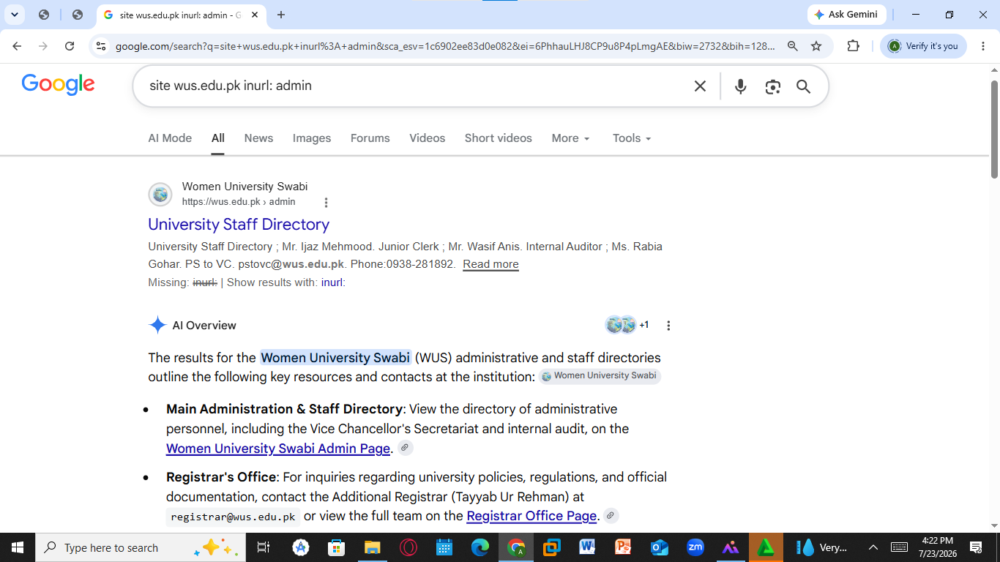 site wus.edu.pk inurl: admin - G
Ask Gemini
google.com/search?q=site+wus.edu.pk+inurl%3A+admin&sca_esv=1c6902ee83d0e082&ei=6PhhauLHJ8CP9u8P4pLmgAE&biw=2732&bih=128...
A
Verify it's you
Google
site wus.edu.pk inurl: admin
AI Mode
All
News
Images
Forums
Videos
Short videos
More
Tools
Women University Swabi
https://wus.edu.pk › admin
University Staff Directory
University Staff Directory ; Mr. Ijaz Mehmood. Junior Clerk ; Mr. Wasif Anis. Internal Auditor ; Ms. Rabia
Gohar. PS to VC. pstovc@wus.edu.pk. Phone:0938-281892. Read more
Missing: inurl: | Show results with: inurl:
AI Overview
+1
The results for the Women University Swabi (WUS) administrative and staff directories
outline the following key resources and contacts at the institution: Women University Swabi
• Main Administration & Staff Directory: View the directory of administrative
personnel, including the Vice Chancellor's Secretariat and internal audit, on the
Women University Swabi Admin Page.
• Registrar's Office: For inquiries regarding university policies, regulations, and official
documentation, contact the Additional Registrar (Tayyab Ur Rehman) at
registrar@wus.edu.pk or view the full team on the Registrar Office Page.
Type here to search
zm
Very...
4:22 PM
7/23/2026